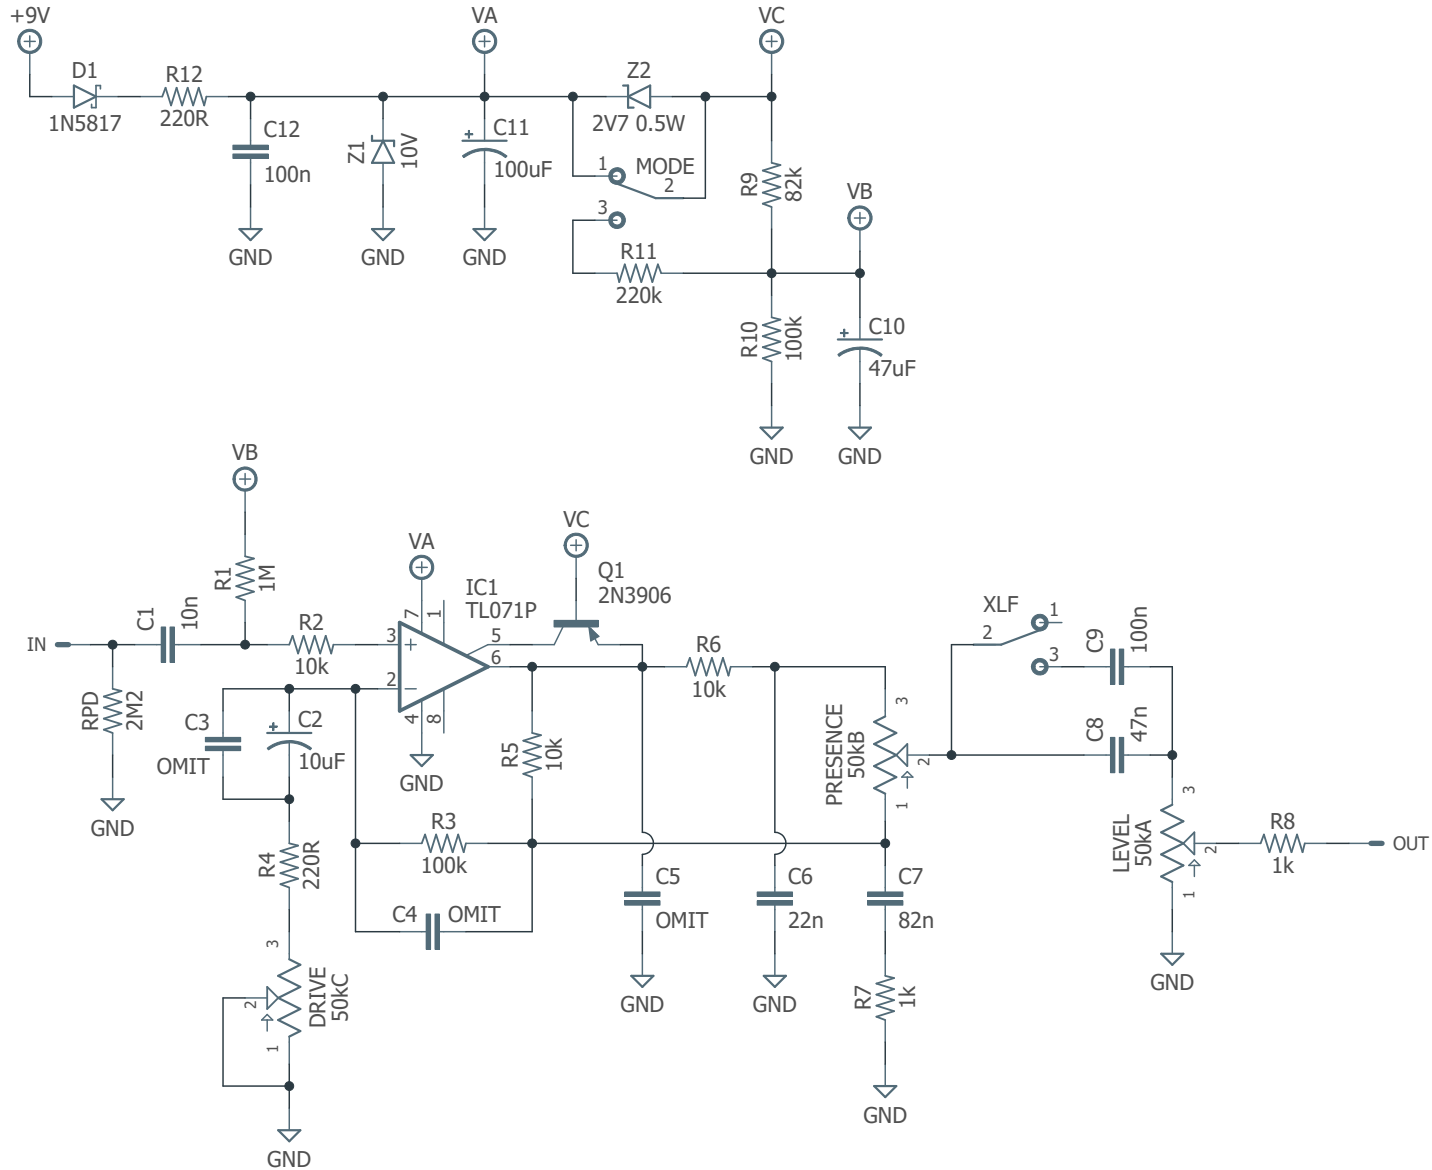 +9V
VA
VC
D1
1N5817
R12
220R
C12
100n
GND
Z1
10V
GND
C11
100uF
GND
Z2
2V7 0.5W
1
MODE
2
3
R11
220k
R9
82k
VB
R10
100k
GND
C10
47uF
GND
VB
R1
1M
IN
C1
10n
RPD
2M2
GND
R2
10k
VA
IC1
TL071P
7
1
3
5
6
2
4
8
GND
VC
Q1
2N3906
C3
OMIT
C2
10uF
R4
220R
3
2
DRIVE
50kC
1
GND
R3
100k
C4
OMIT
R5
10k
R6
10k
C5
OMIT
GND
C6
22n
GND
PRESENCE
50kB
3
2
1
C7
82n
R7
1k
GND
XLF
1
2
3
C9
100n
C8
47n
LEVEL
50kA
3
2
1
GND
R8
1k
OUT